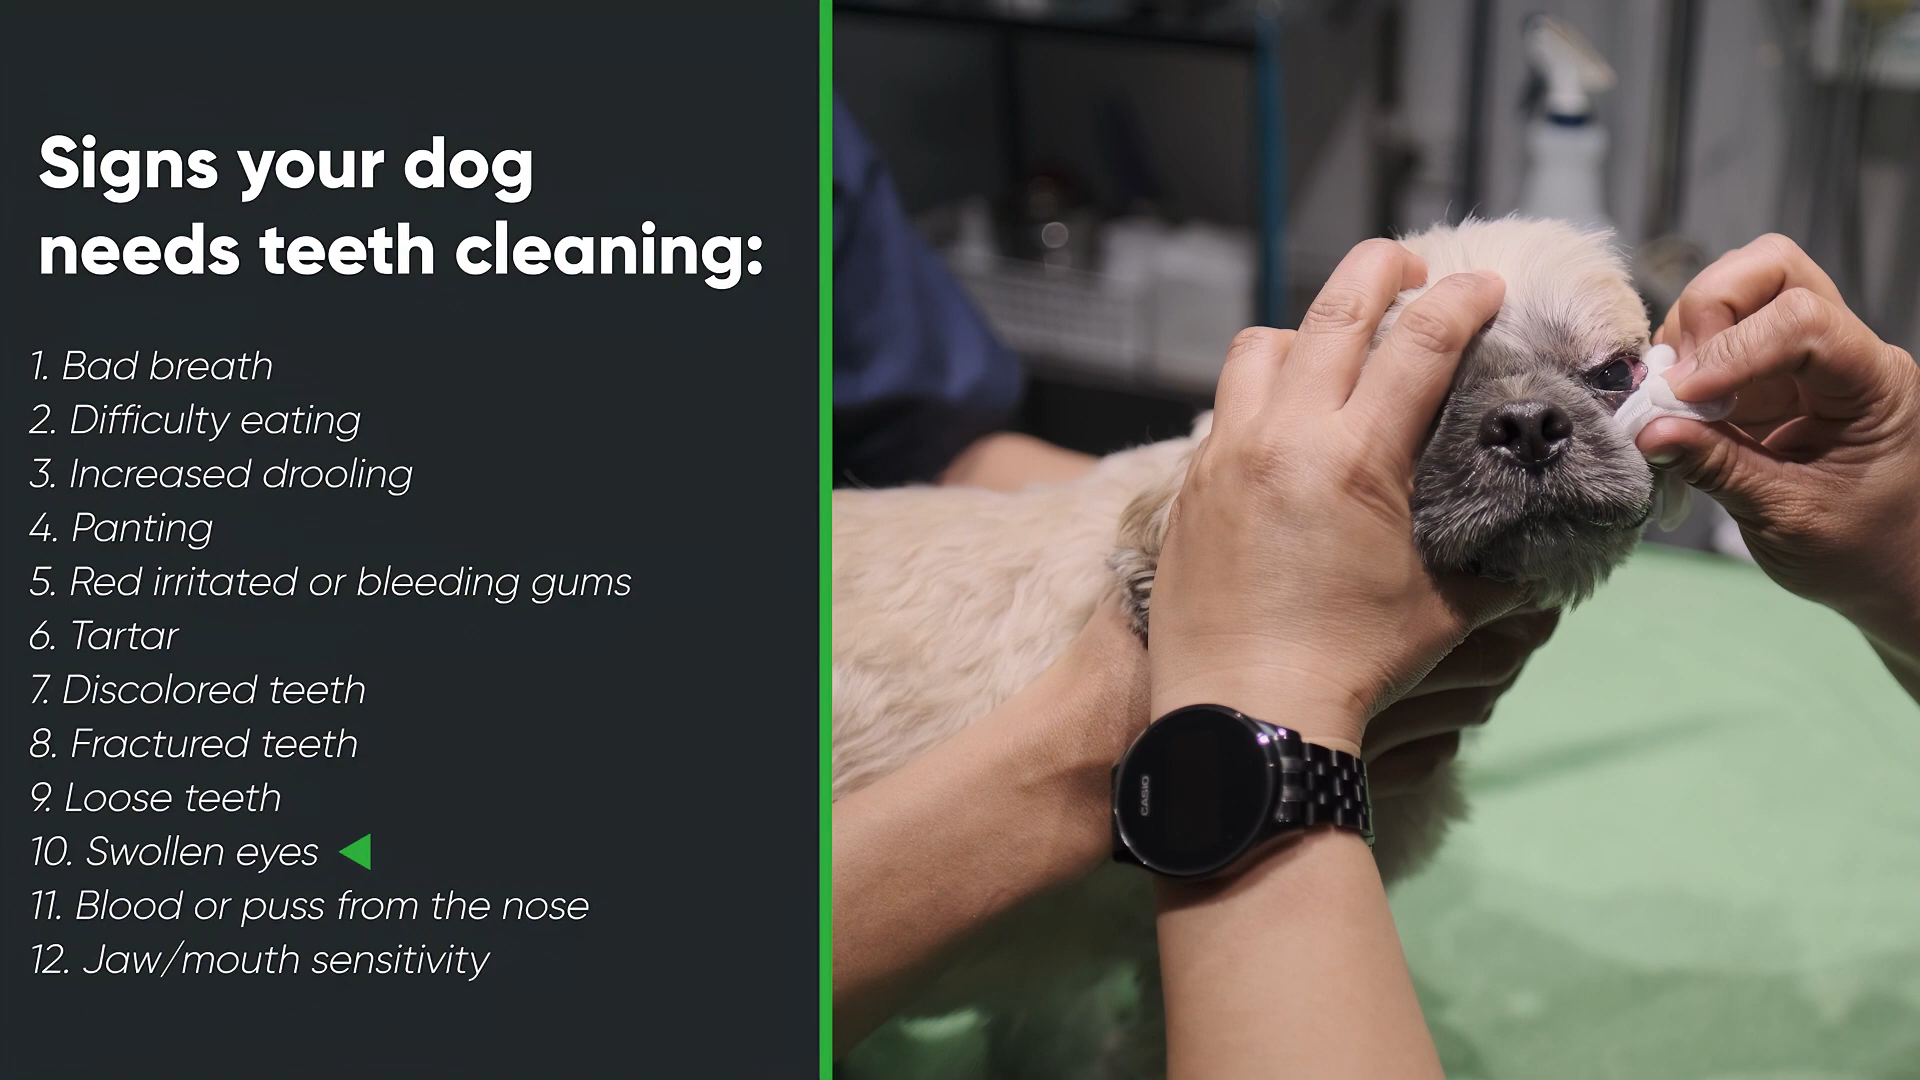 Signs your dog
needs teeth cleaning:
1. Bad breath
2. Difficulty eating
3. Increased drooling
4. Panting
5. Red irritated or bleeding gums
6. Tartar
7. Discolored teeth
8. Fractured teeth
9. Loose teeth
10. Swollen eyes
11. Blood or puss from the nose
12. Jaw/mouth sensitivity
CASIO